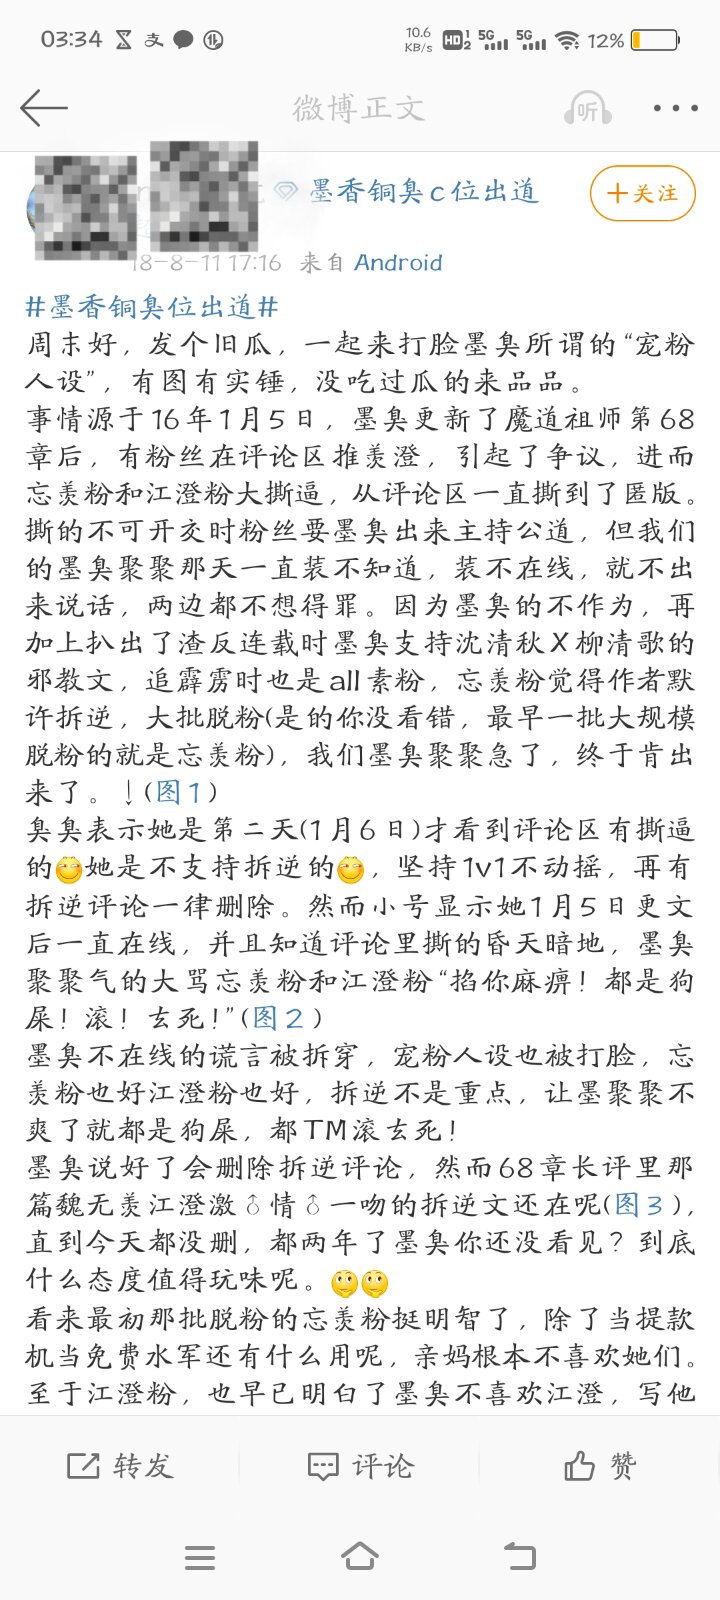 03:34
10.6
KB/s
HD 1 2
5G
5G
12%
微博正文
听
墨香铜臭c位出道
+关注
18-8-11 17:16 来自 Android
#墨香铜臭位出道#
周末好，发个旧瓜，一起来打脸墨臭所谓的“宠粉
人设”，有图有实锤，没吃过瓜的来品品。
事情源于16年1月5日，墨臭更新了魔道祖师第68
章后，有粉丝在评论区推羡澄，引起了争议，进而
忘羡粉和江澄粉大撕逼，从评论区一直撕到了匿版。
撕的不可开交时粉丝要墨臭出来主持公道，但我们
的墨臭聚聚那天一直装不知道，装不在线，就不出
来说话，两边都不想得罪。因为墨臭的不作为，再
加上扒出了渣反连载时墨臭支持沈清秋X柳清歌的
邪教文，追霹雳时也是all素粉，忘羡粉觉得作者默
许拆逆，大批脱粉(是的你没看错，最早一批大规模
脱粉的就是忘羡粉)，我们墨臭聚聚急了，终于肯出
来了。↓(图1)
臭臭表示她是第二天(1月6日)才看到评论区有撕逼
的她是不支持拆逆的，坚持1v1不动摇，再有
拆逆评论一律删除。然而小号显示她1月5日更文
后一直在线，并且知道评论里撕的昏天暗地，墨臭
聚聚气的大骂忘羡粉和江澄粉“掐你麻痹！都是狗
屎！滚！玄死！”(图2)
墨臭不在线的谎言被拆穿，宠粉人设也被打脸，忘
羡粉也好江澄粉也好，拆逆不是重点，让墨聚聚不
爽了就都是狗屎，都TM滚玄死！
墨臭说好了会删除拆逆评论，然而68章长评里那
篇魏无羡江澄激♂情♂一吻的拆逆文还在呢(图3)，
直到今天都没删，都两年了墨臭你还没看见？到底
什么态度值得玩味呢。
看来最初那批脱粉的忘羡粉挺明智了，除了当提款
机当免费水军还有什么用呢，亲妈根本不喜欢她们。
至于江澄粉，也早已明白了墨臭不喜欢江澄，写他
转发
评论
赞